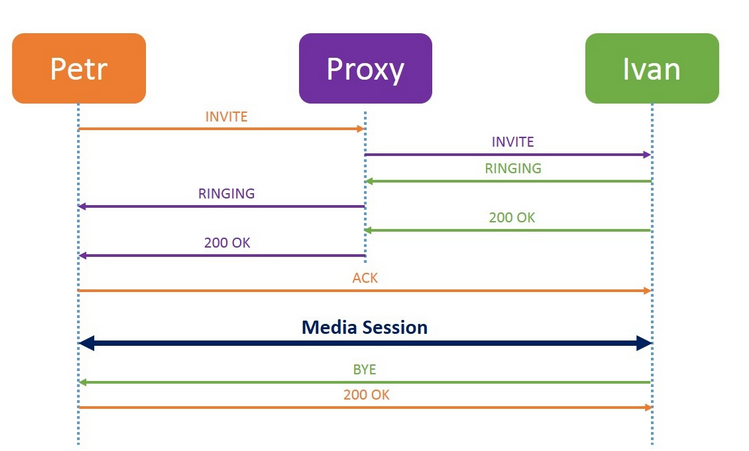 Petr
Proxy
Ivan
INVITE
INVITE
RINGING
RINGING
200 OK
200 OK
ACK
Media Session
BYE
200 OK